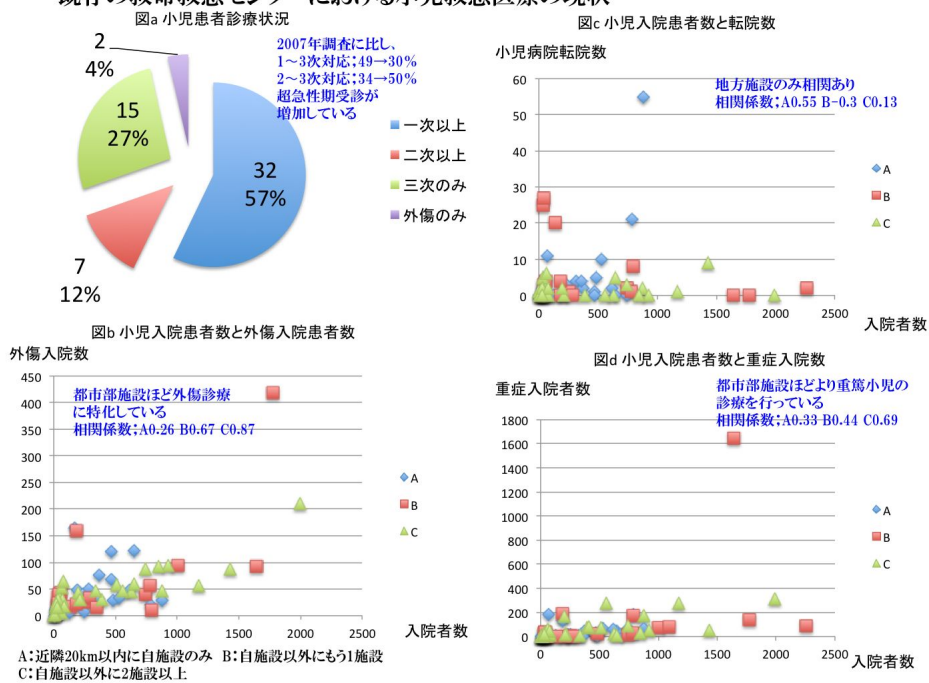 図a 小児患者診療状況
2007年調査に比し、
1〜3次対応;49→30%
2〜3次対応;34→50%
超急性期受診が
増加している
2
4%
15
27%
32
57%
7
12%
一次以上
二次以上
三次のみ
外傷のみ
図c 小児入院患者数と転院数
小児病院転院数
地方施設のみ相関あり
相関係数;A0.55 B-0.3 C0.13
60
50
40
30
20
10
0
0 500 1000 1500 2000 2500
入院者数
A
B
C
図b 小児入院患者数と外傷入院患者数
外傷入院数
都市部施設ほど外傷診療
に特化している
相関係数;A0.26 B0.67 C0.87
450
400
350
300
250
200
150
100
50
0
0 500 1000 1500 2000 2500
入院者数
A
B
C
図d 小児入院患者数と重症入院数
重症入院者数
都市部施設ほどより重篤小児の
診療を行っている
相関係数;A0.33 B0.44 C0.69
1800
1600
1400
1200
1000
800
600
400
200
0
0 500 1000 1500 2000 2500
入院者数
A
B
C
A:近隣20km以内に自施設のみ B:自施設以外にもう1施設
C:自施設以外に2施設以上